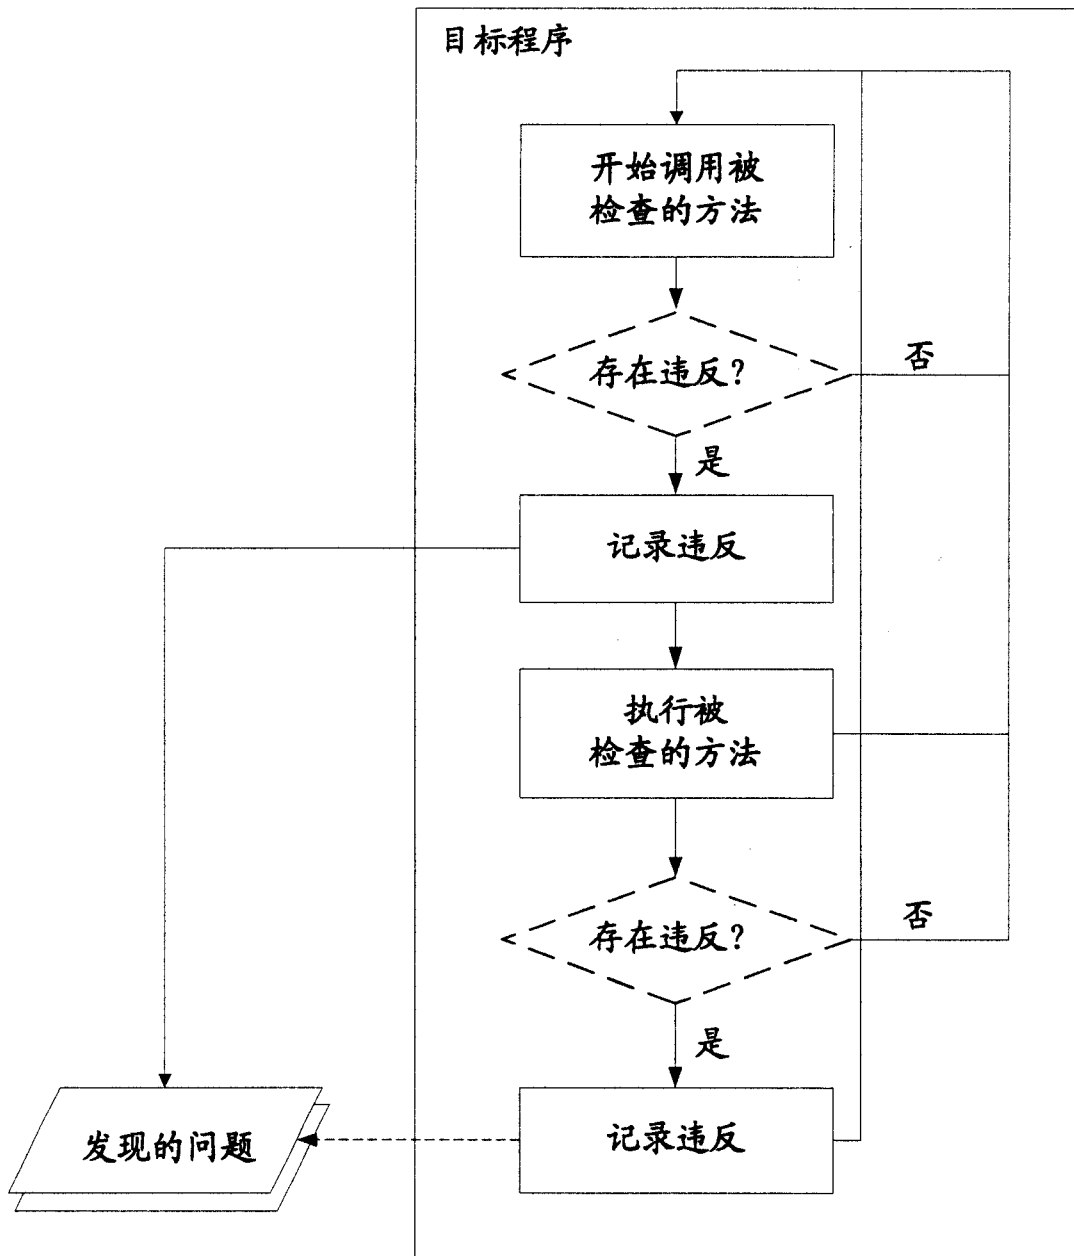 目标程序
开始调用被
检查的方法
存在违反？
否
是
记录违反
执行被
检查的方法
存在违反？
否
是
记录违反
发现的问题